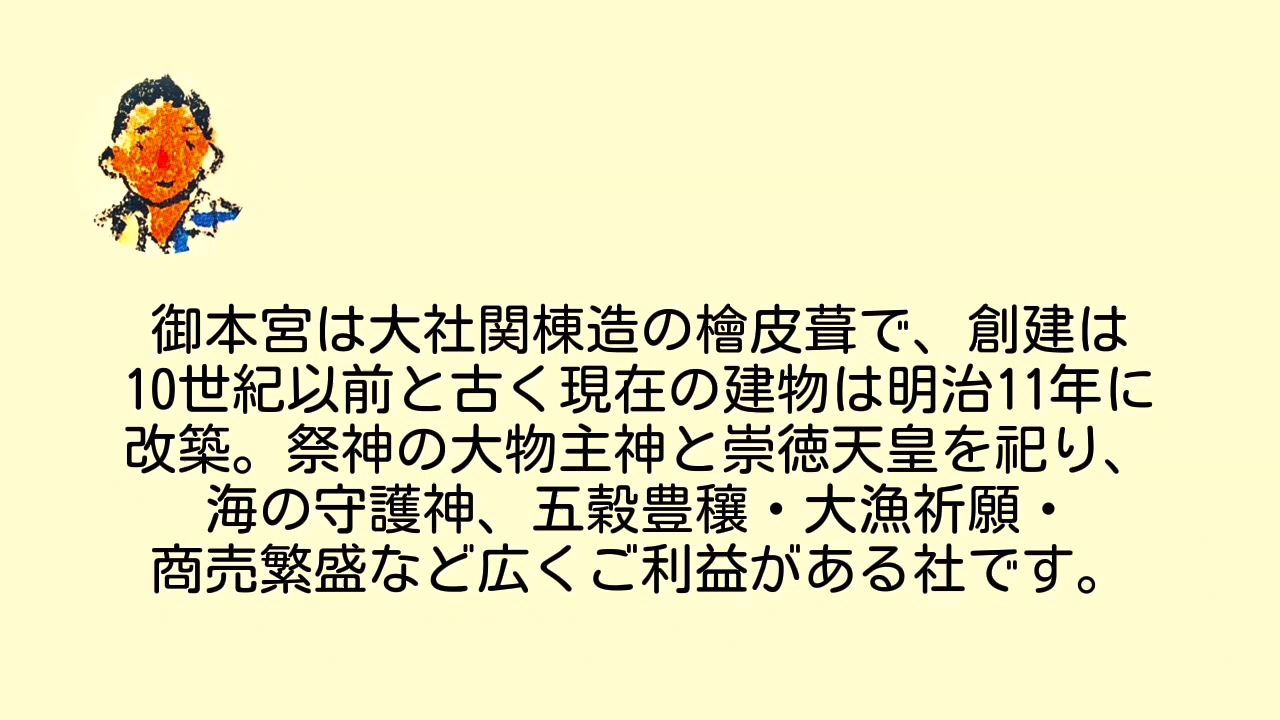 御本宮は大社関棟造の檜皮葺で、創建は
10世紀以前と古く現在の建物は明治11年に
改築。祭神の大物主神と崇徳天皇を祀り、
海の守護神、五穀豊穣・大漁祈願・
商売繁盛など広くご利益がある社です。